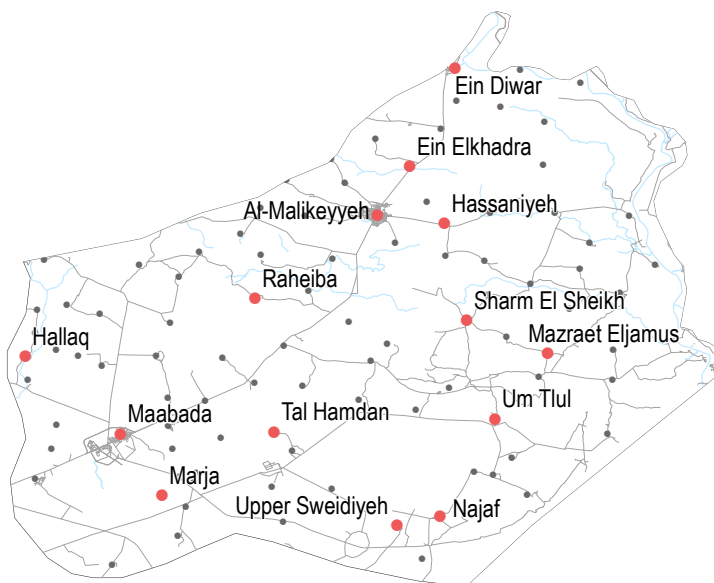 Ein Diwar
Ein Elkhadra
Al-Malikeyyeh
Hassaniyeh
Raheiba
Sharm El Sheikh
Hallaq
Mazraet Eljamus
Maabada
Tal Hamdan
Um Tlul
Marja
Upper Sweidiyeh
Najaf